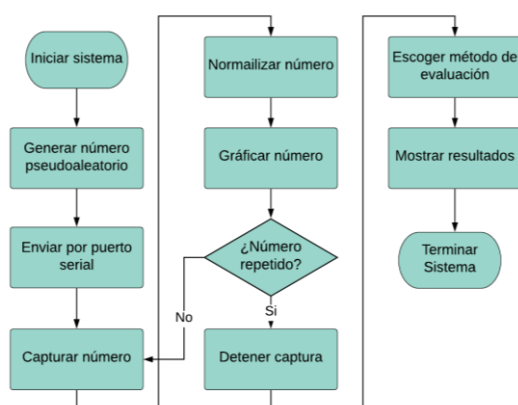 Iniciar sistema
Generar número
pseudoaleatorio
Enviar por puerto
serial
Capturar número
Normailizar número
Gráficar número
¿Número
repetido?
No
Si
Detener captura
Escoger método de
evaluación
Mostrar resultados
Terminar
Sistema